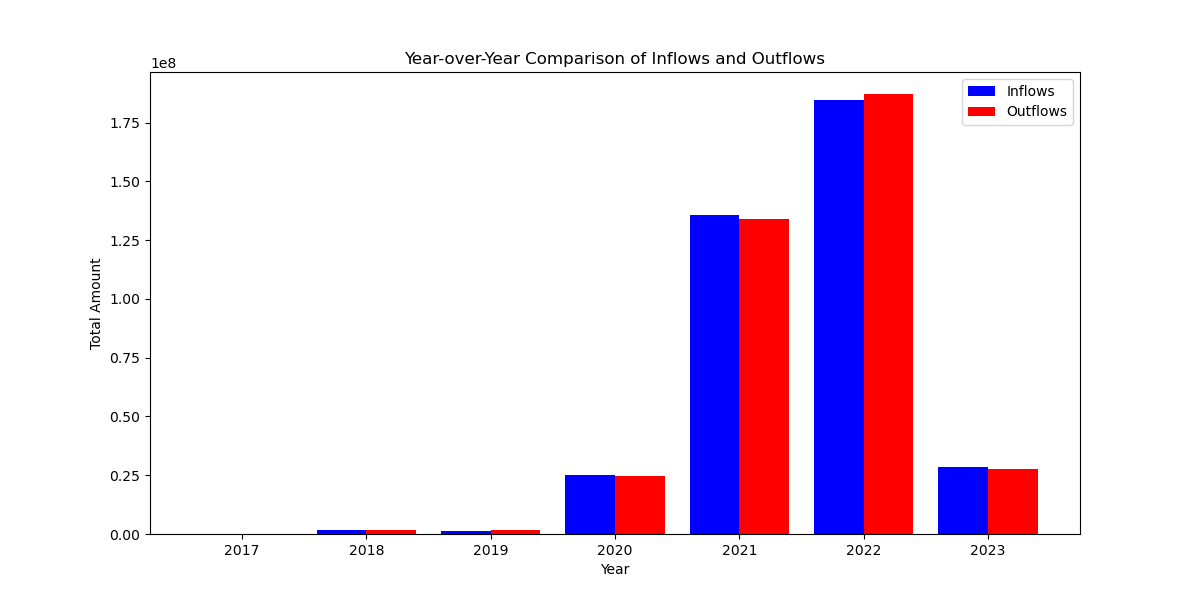 Year-over-Year Comparison of Inflows and Outflows
1e8
Inflows
Outflows
1.75
1.50
1.25
1.00
0.75
0.50
0.25
0.00
Total Amount
2017 2018 2019 2020 2021 2022 2023
Year